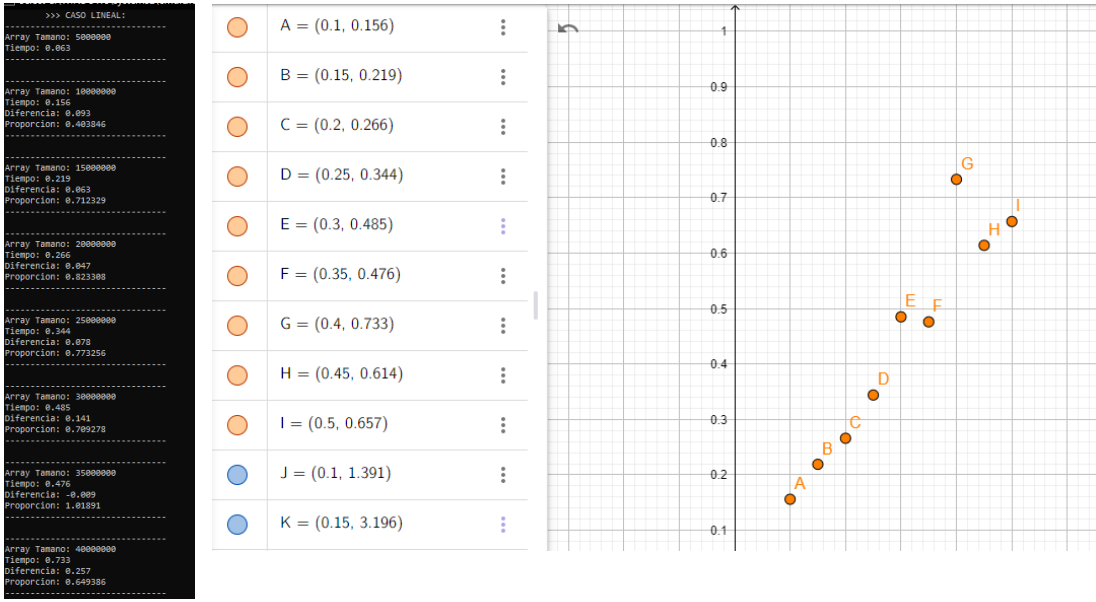 >>> CASO LINEAL:
--------------------------------
Array Tamano: 5000000
Tiempo: 0.063
--------------------------------
--------------------------------
Array Tamano: 10000000
Tiempo: 0.156
Diferencia: 0.093
Proporcion: 0.403846
--------------------------------
--------------------------------
Array Tamano: 15000000
Tiempo: 0.219
Diferencia: 0.063
Proporcion: 0.712329
--------------------------------
--------------------------------
Array Tamano: 20000000
Tiempo: 0.266
Diferencia: 0.047
Proporcion: 0.823308
--------------------------------
--------------------------------
Array Tamano: 25000000
Tiempo: 0.344
Diferencia: 0.078
Proporcion: 0.773256
--------------------------------
--------------------------------
Array Tamano: 30000000
Tiempo: 0.485
Diferencia: 0.141
Proporcion: 0.709278
--------------------------------
--------------------------------
Array Tamano: 35000000
Tiempo: 0.476
Diferencia: -0.009
Proporcion: 1.01891
--------------------------------
--------------------------------
Array Tamano: 40000000
Tiempo: 0.733
Diferencia: 0.257
Proporcion: 0.649386
--------------------------------
A = (0.1, 0.156)
B = (0.15, 0.219)
C = (0.2, 0.266)
D = (0.25, 0.344)
E = (0.3, 0.485)
F = (0.35, 0.476)
G = (0.4, 0.733)
H = (0.45, 0.614)
I = (0.5, 0.657)
J = (0.1, 1.391)
K = (0.15, 3.196)
1
0.9
0.8
G
0.7
I
H
0.6
0.5
E
F
0.4
D
0.3
C
B
0.2
A
0.1